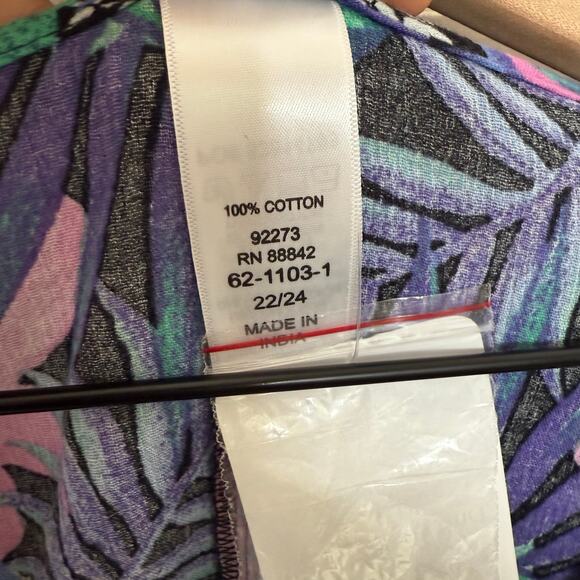 100% COTTON
92273
RN 88842
62-1103-1
22/24
MADE IN
INDIA